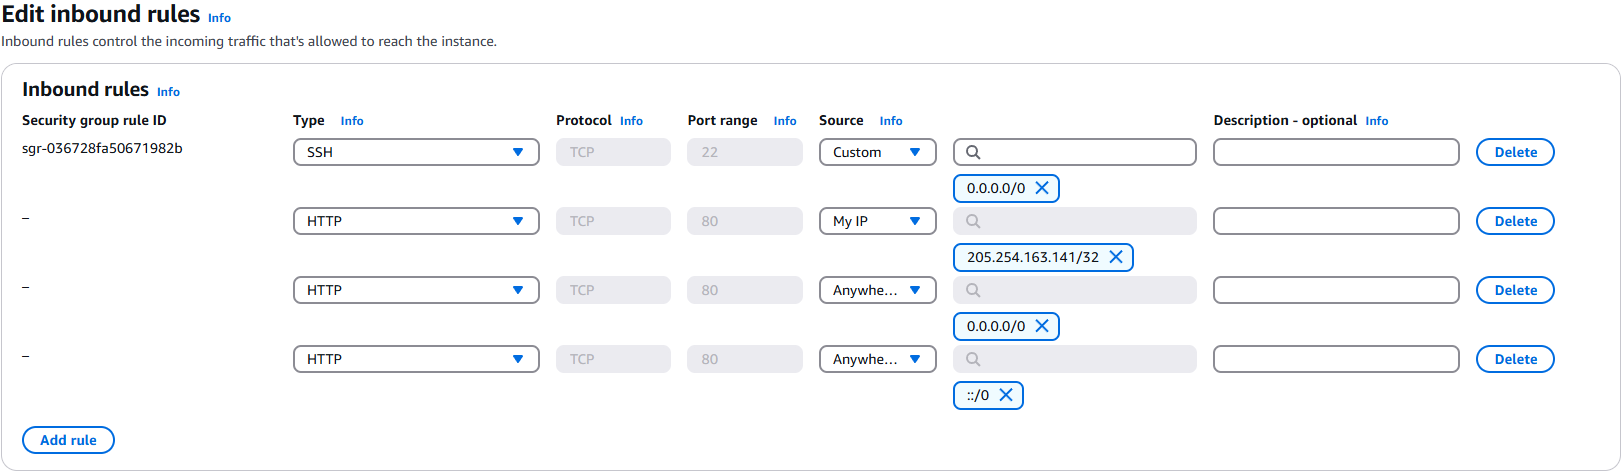 Edit inbound rules Info
Inbound rules control the incoming traffic that's allowed to reach the instance.
Inbound rules Info
Security group rule ID Type Info Protocol Info Port range Info Source Info Description - optional Info
sgr-036728fa50671982b SSH TCP 22 Custom Delete
0.0.0.0/0
– HTTP TCP 80 My IP Delete
205.254.163.141/32
– HTTP TCP 80 Anywhe... Delete
0.0.0.0/0
– HTTP TCP 80 Anywhe... Delete
::/0
Add rule